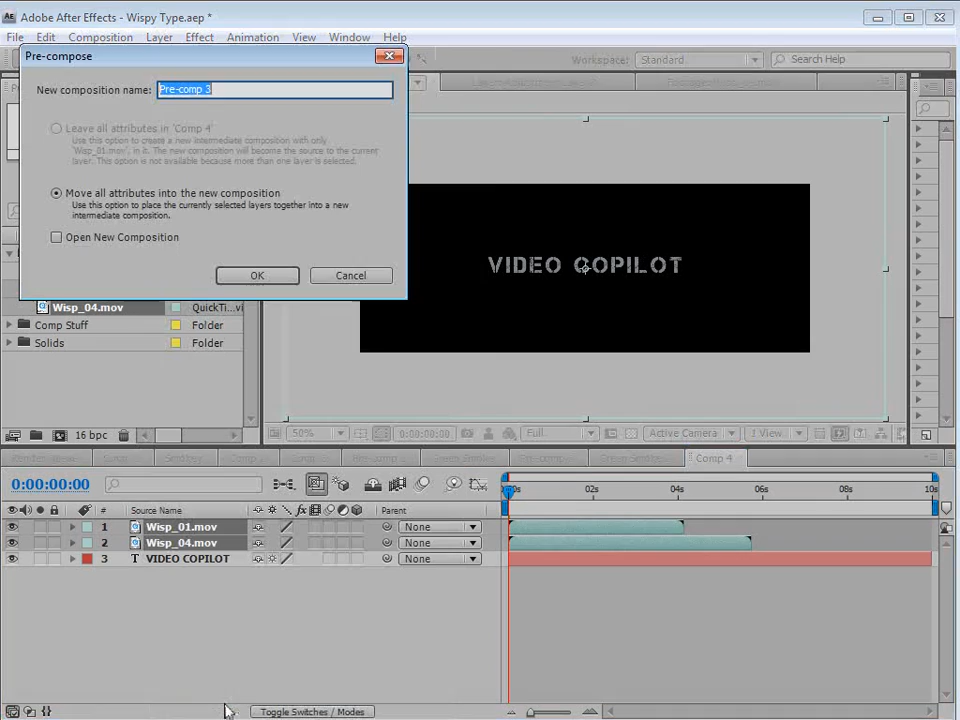 Adobe After Effects - Wispy Type.aep *
File Edit Composition Layer Effect Animation View Window Help
Pre-compose
Workspace: Standard
Search Help
New composition name: Pre-comp 3
Leave all attributes in 'Comp 4'
Use this option to create a new intermediate composition with only
'Wisp_01.mov', in it. The new composition will become the source to the current
layer. This option is not available because more than one layer is selected.
Move all attributes into the new composition
Use this option to place the currently selected layers together into a new
intermediate composition.
Open New Composition
OK Cancel
VIDEO COPILOT
Wisp_04.mov QuickTi...vi
Comp Stuff Folder
Solids Folder
16 bpc
50% 0:00:00:00 Full Active Camera 1 View
Comp 4
0:00:00:00
02s 04s 06s 08s 10s
# Source Name Parent
1 Wisp_01.mov None
2 Wisp_04.mov None
3 T VIDEO COPILOT None
Toggle Switches / Modes